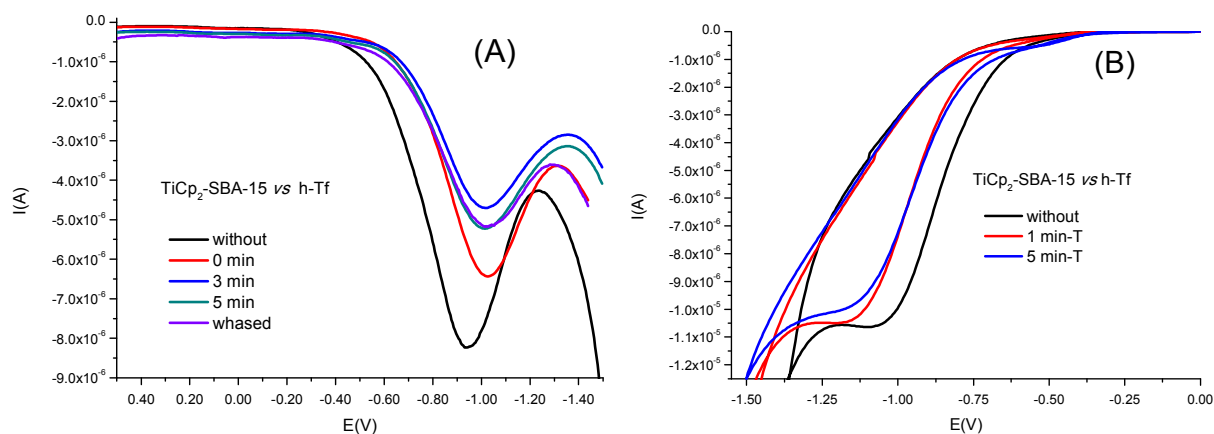 (A)
0.0
-1.0x10⁻⁶
-2.0x10⁻⁶
-3.0x10⁻⁶
-4.0x10⁻⁶
-5.0x10⁻⁶
-6.0x10⁻⁶
-7.0x10⁻⁶
-8.0x10⁻⁶
-9.0x10⁻⁶
I(A)
TiCp₂-SBA-15 vs h-Tf
without
0 min
3 min
5 min
whased
0.40 0.20 0.00 -0.20 -0.40 -0.60 -0.80 -1.00 -1.20 -1.40
E(V)
(B)
0.0
-1.0x10⁻⁶
-2.0x10⁻⁶
-3.0x10⁻⁶
-4.0x10⁻⁶
-5.0x10⁻⁶
-6.0x10⁻⁶
-7.0x10⁻⁶
-8.0x10⁻⁶
-9.0x10⁻⁶
-1.0x10⁻⁵
-1.1x10⁻⁵
-1.2x10⁻⁵
I(A)
TiCp₂-SBA-15 vs h-Tf
without
1 min-T
5 min-T
-1.50 -1.25 -1.00 -0.75 -0.50 -0.25 0.00
E(V)